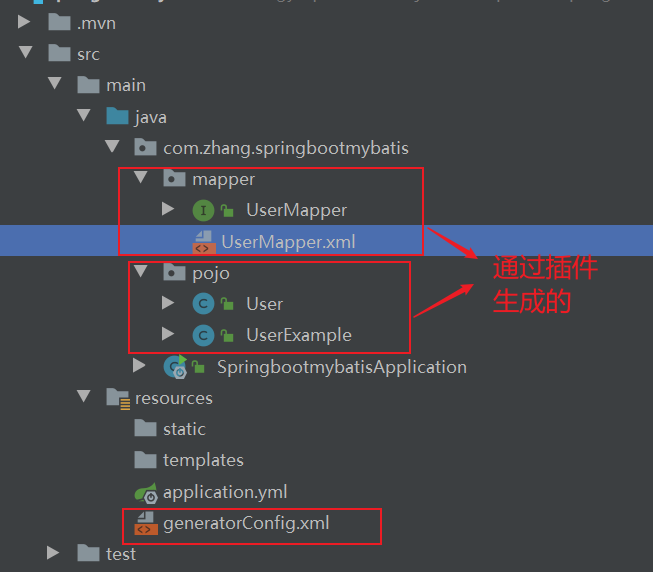 .mvn
src
main
java
com.zhang.springbootmybatis
mapper
I UserMapper
UserMapper.xml
通过插件
生成的
pojo
C User
C UserExample
SpringbootmybatisApplication
resources
static
templates
application.yml
generatorConfig.xml
test